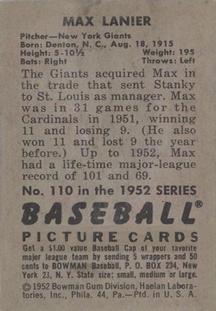 MAX LANIER
Pitcher—New York Giants
Born: Denton, N. C., Aug. 18, 1915
Height: 5-10½ Weight: 195
Bats: Right Throws: Left
The Giants acquired Max in
the trade that sent Stanky
to St. Louis as manager. Max
was in 31 games for the
Cardinals in 1951, winning
11 and losing 9. (He also
won 11 and lost 9 the year
before.) Up to 1952, Max
had a life-time major-league
record of 101 and 69.
No. 110 in the 1952 SERIES
BASEBALL®
PICTURE CARDS
Get a $1.00 value Baseball Cap of your favorite
major league team by sending 5 wrappers and 50
cents to BOWMAN Baseball, P. O. BOX 234, New
York 23, N. Y. State size: small, medium or large.
©1952 Bowman Gum Division, Haelan Labora-
tories, Inc., Phila. 44, Pa.—Ptd. in U. S. A.